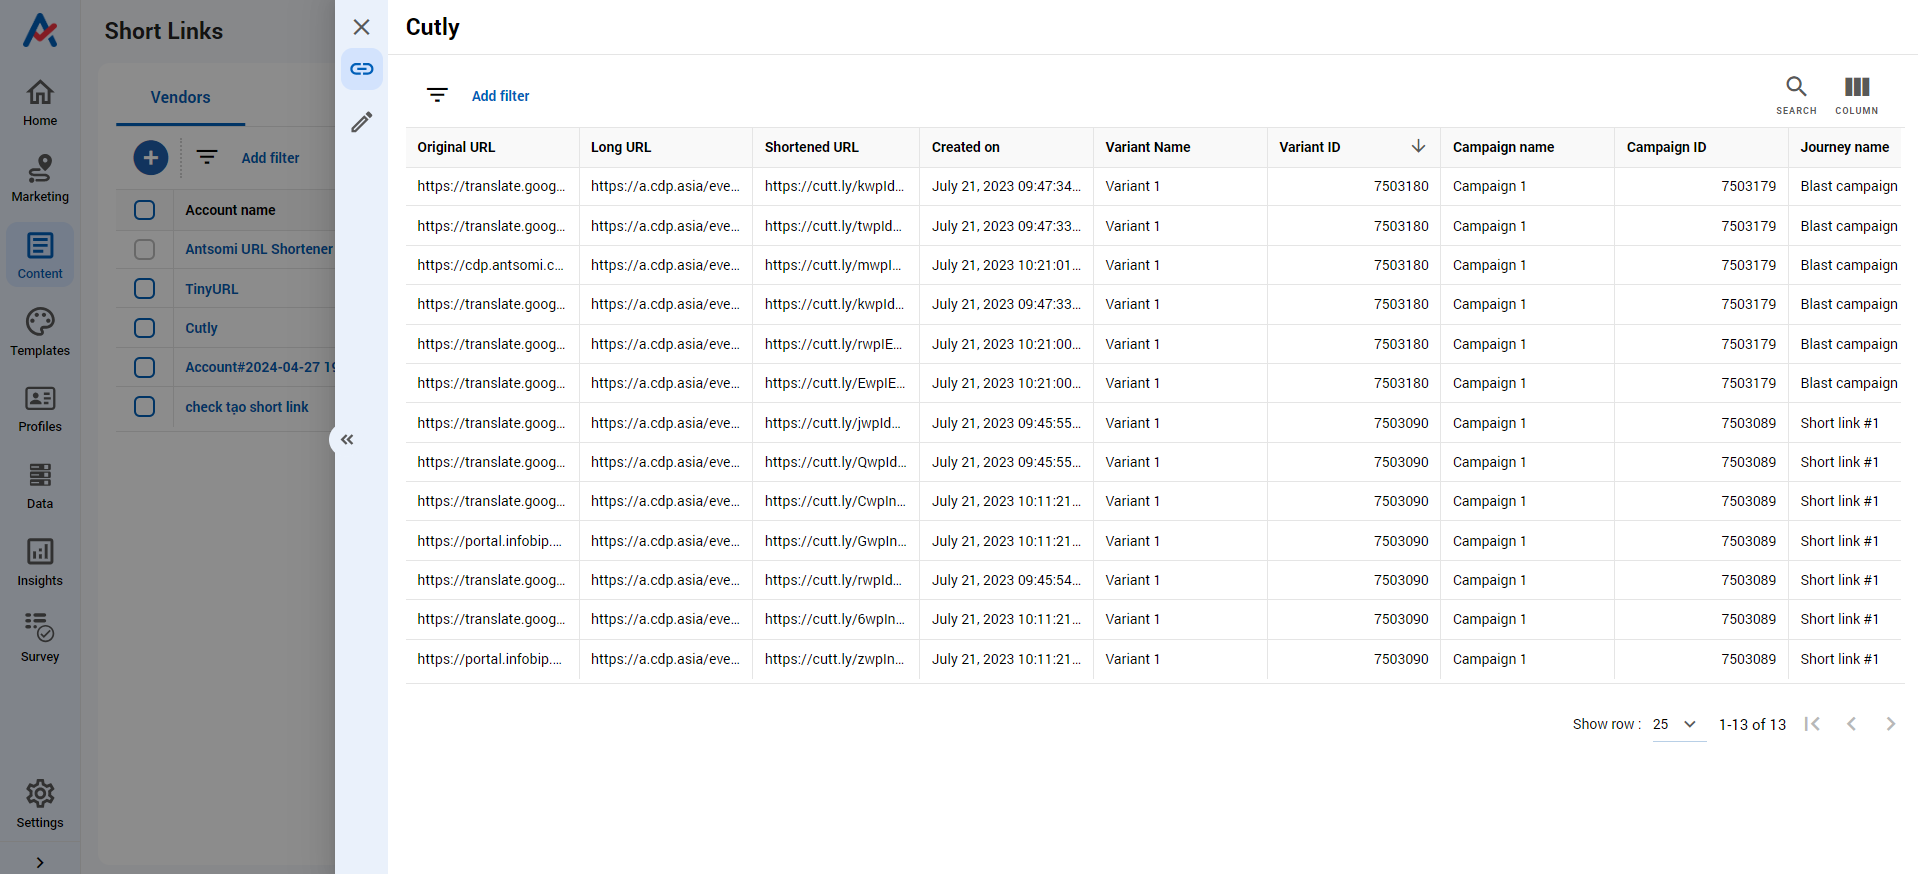 Short Links
Vendors
Add filter
Account name
Antsomi URL Shortener
TinyURL
Cutly
Account#2024-04-27 19
check tạo short link
Home
Marketing
Content
Templates
Profiles
Data
Insights
Survey
Settings
Cutly
Add filter
SEARCH COLUMN
Original URL Long URL Shortened URL Created on Variant Name Variant ID Campaign name Campaign ID Journey name
https://translate.goog... https://a.cdp.asia/eve... https://cutt.ly/kwpId... July 21, 2023 09:47:34... Variant 1 7503180 Campaign 1 7503179 Blast campaign
https://translate.goog... https://a.cdp.asia/eve... https://cutt.ly/twpId... July 21, 2023 09:47:33... Variant 1 7503180 Campaign 1 7503179 Blast campaign
https://cdp.antsomi.c... https://a.cdp.asia/eve... https://cutt.ly/mwpI... July 21, 2023 10:21:01... Variant 1 7503180 Campaign 1 7503179 Blast campaign
https://translate.goog... https://a.cdp.asia/eve... https://cutt.ly/kwpId... July 21, 2023 09:47:33... Variant 1 7503180 Campaign 1 7503179 Blast campaign
https://translate.goog... https://a.cdp.asia/eve... https://cutt.ly/rwpIE... July 21, 2023 10:21:00... Variant 1 7503180 Campaign 1 7503179 Blast campaign
https://translate.goog... https://a.cdp.asia/eve... https://cutt.ly/EwpIE... July 21, 2023 10:21:00... Variant 1 7503180 Campaign 1 7503179 Blast campaign
https://translate.goog... https://a.cdp.asia/eve... https://cutt.ly/jwpId... July 21, 2023 09:45:55... Variant 1 7503090 Campaign 1 7503089 Short link #1
https://translate.goog... https://a.cdp.asia/eve... https://cutt.ly/QwpId... July 21, 2023 09:45:55... Variant 1 7503090 Campaign 1 7503089 Short link #1
https://translate.goog... https://a.cdp.asia/eve... https://cutt.ly/CwpIn... July 21, 2023 10:11:21... Variant 1 7503090 Campaign 1 7503089 Short link #1
https://portal.infobip.... https://a.cdp.asia/eve... https://cutt.ly/GwpIn... July 21, 2023 10:11:21... Variant 1 7503090 Campaign 1 7503089 Short link #1
https://translate.goog... https://a.cdp.asia/eve... https://cutt.ly/rwpId... July 21, 2023 09:45:54... Variant 1 7503090 Campaign 1 7503089 Short link #1
https://translate.goog... https://a.cdp.asia/eve... https://cutt.ly/6wpIn... July 21, 2023 10:11:21... Variant 1 7503090 Campaign 1 7503089 Short link #1
https://portal.infobip.... https://a.cdp.asia/eve... https://cutt.ly/zwpIn... July 21, 2023 10:11:21... Variant 1 7503090 Campaign 1 7503089 Short link #1
Show row : 25 1-13 of 13